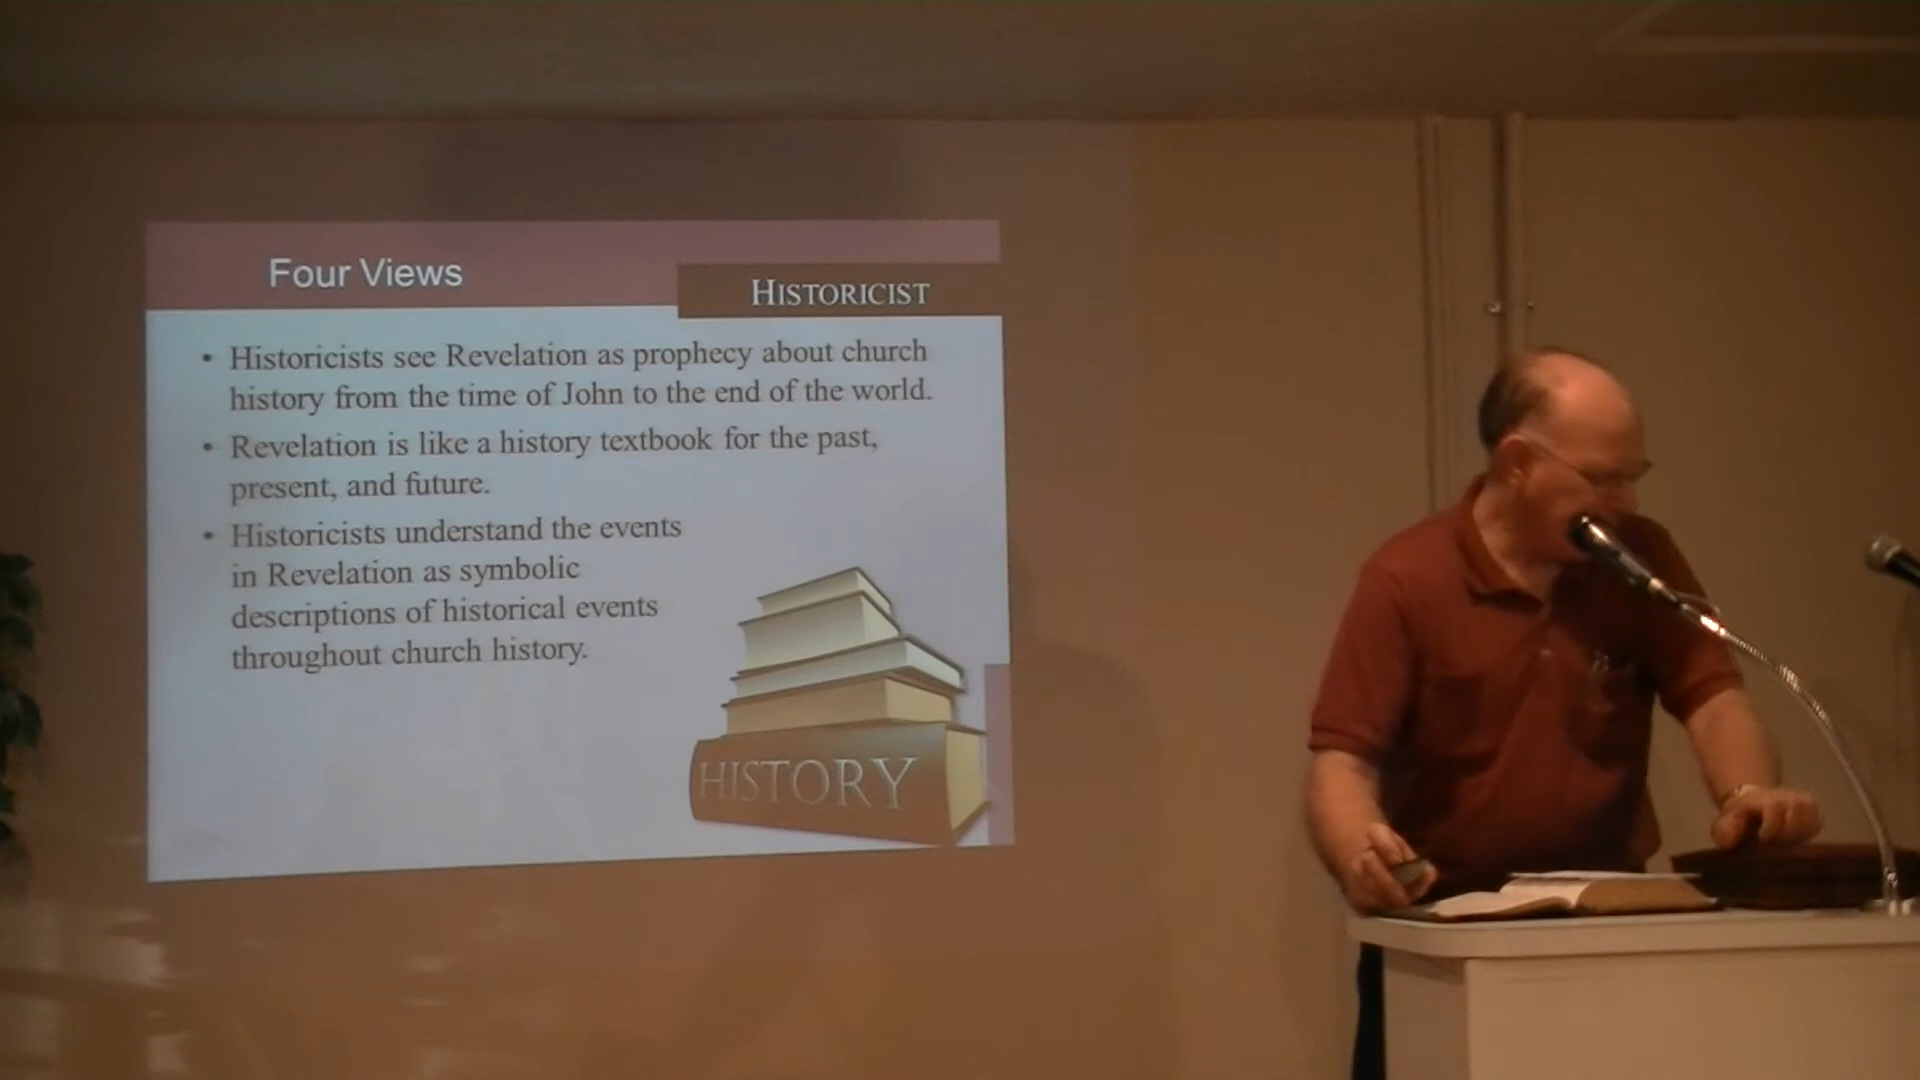 Four Views
HISTORICIST
• Historicists see Revelation as prophecy about church
history from the time of John to the end of the world.
• Revelation is like a history textbook for the past,
present, and future.
• Historicists understand the events
in Revelation as symbolic
descriptions of historical events
throughout church history.
HISTORY